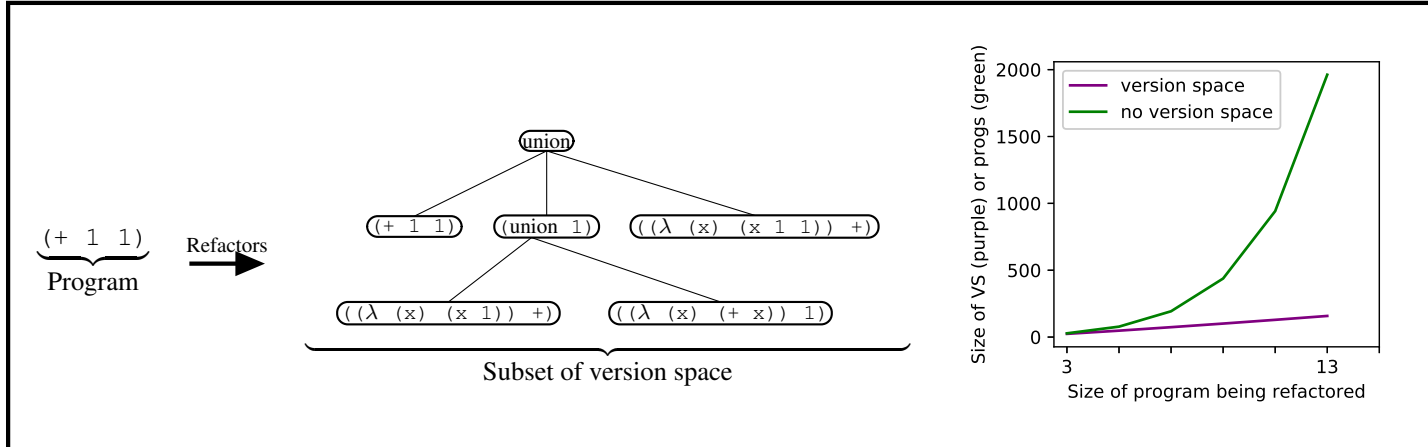 (+ 1 1)
Program
Refactors
union
(+ 1 1)
(union 1)
((λ (x) (x 1 1)) +)
((λ (x) (x 1)) +)
((λ (x) (+ x)) 1)
Subset of version space
Size of VS (purple) or progs (green)
2000
1500
1000
500
0
version space
no version space
3
13
Size of program being refactored